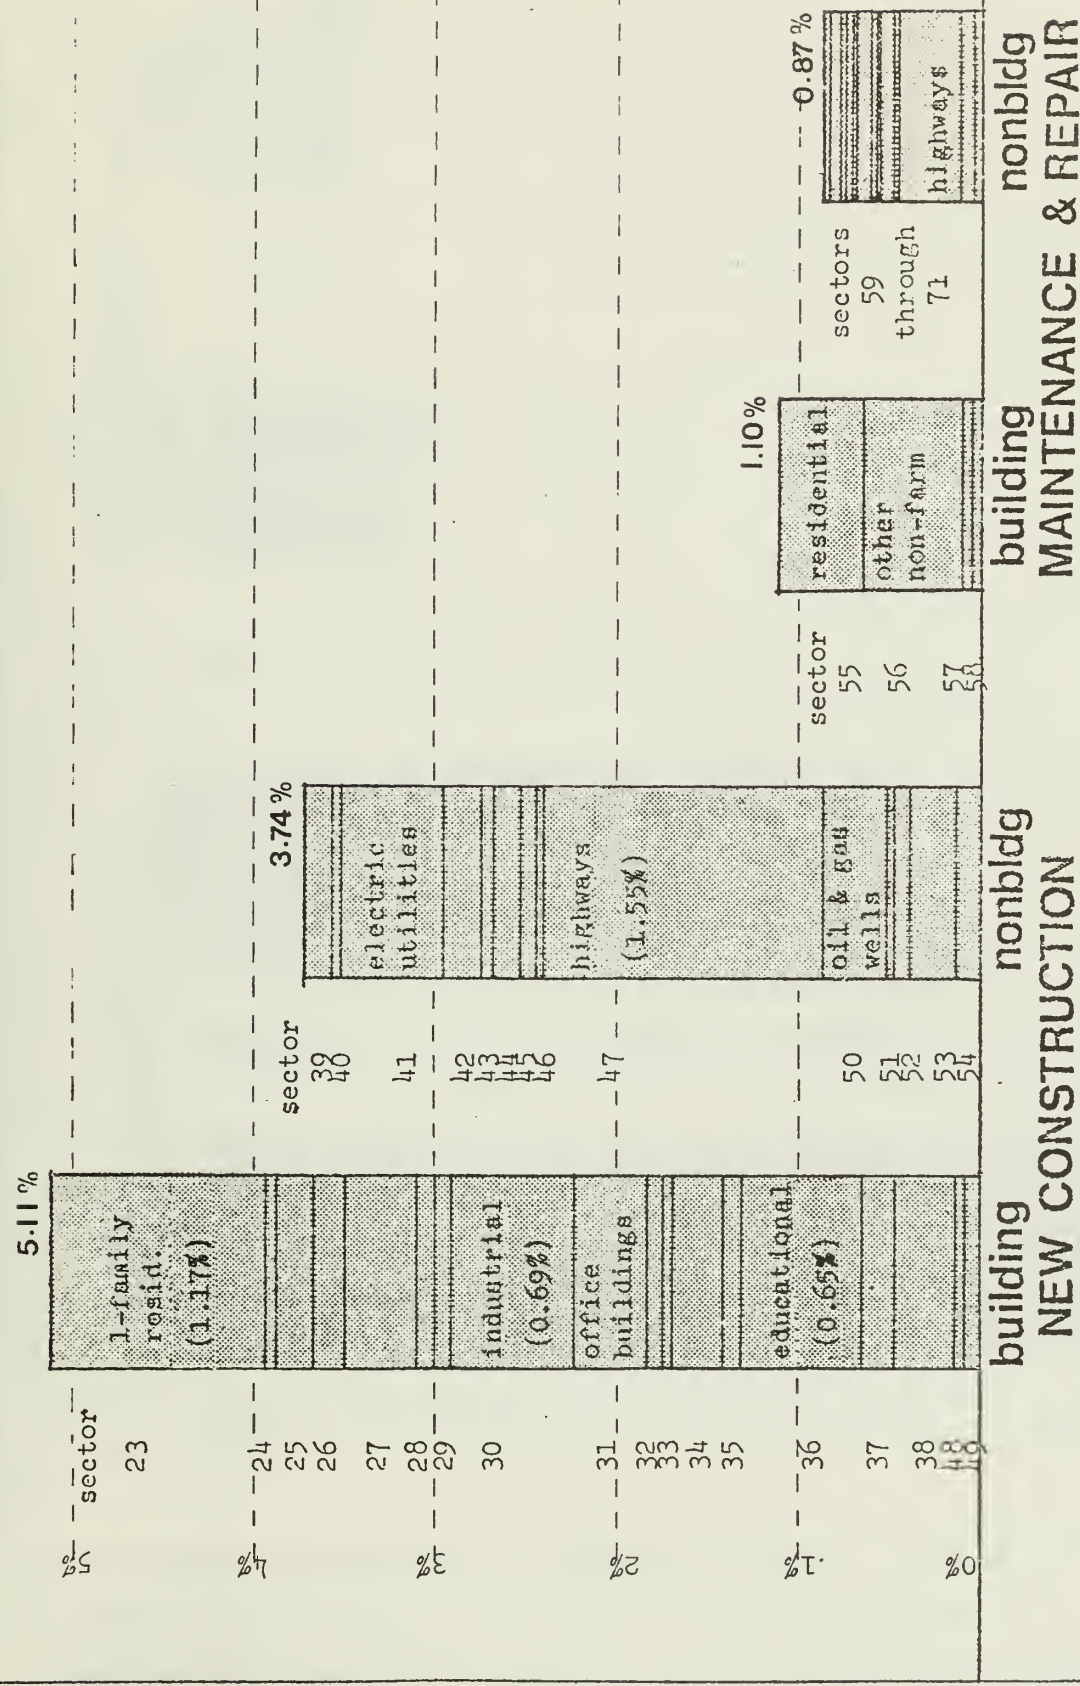 5%
4%
3%
2%
.1%
0%
sector
23
24
25
26
27
28
29
30
31
32
33
34
35
36
37
38
48
49
5.11 %
1-family
resid.
(1.17%)
industrial
(0.69%)
office
buildings
educational
(0.65%)
building
sector
39
40
41
42
43
44
45
46
47
50
51
52
53
54
3.74 %
electric
utilities
highways
(1.55%)
oil & gas
wells
nonbldg
NEW CONSTRUCTION
sector
55
56
57
58
1.10%
residential
other
non-farm
building
sectors
59
through
71
0.87 %
highways
nonbldg
MAINTENANCE & REPAIR